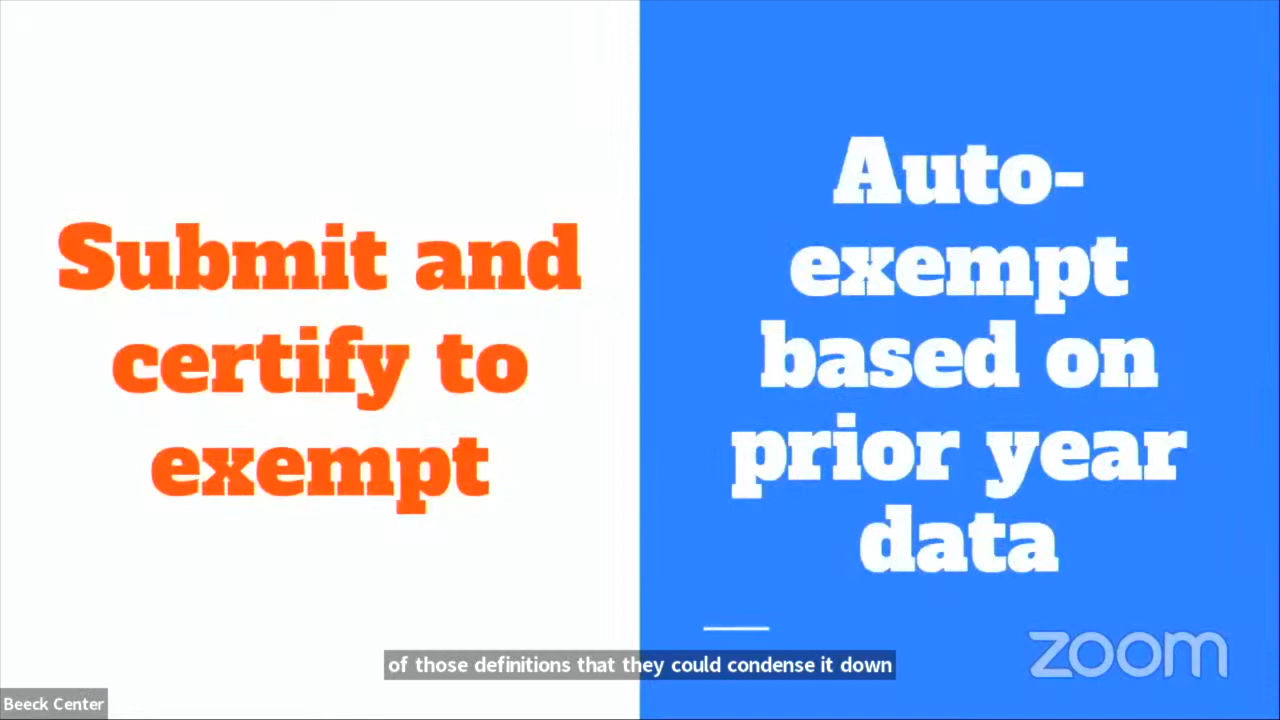 Submit and
certify to
exempt
Auto-
exempt
based on
prior year
data
of those definitions that they could condense it down
zoom
Beeck Center